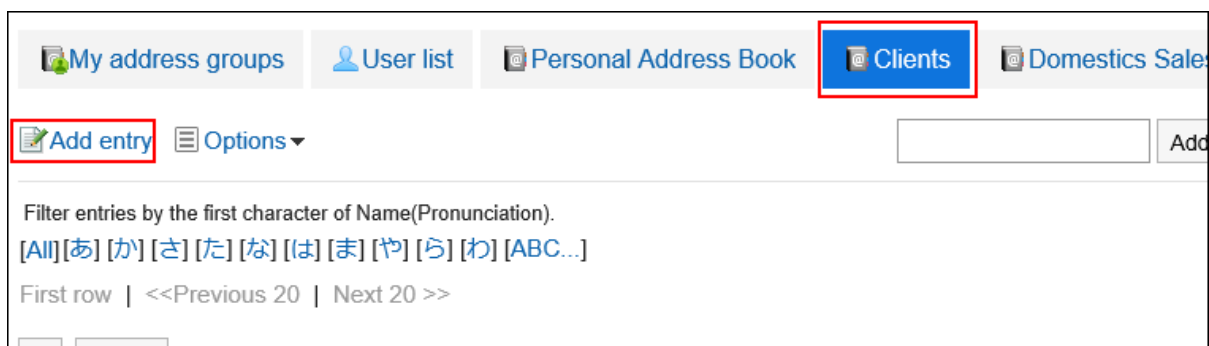 My address groups User list Personal Address Book Clients Domestics Sales
Add entry Options Add
Filter entries by the first character of Name(Pronunciation).
[All][あ] [か] [さ] [た] [な] [は] [ま] [や] [ら] [わ] [ABC...]
First row | <<Previous 20 | Next 20 >>